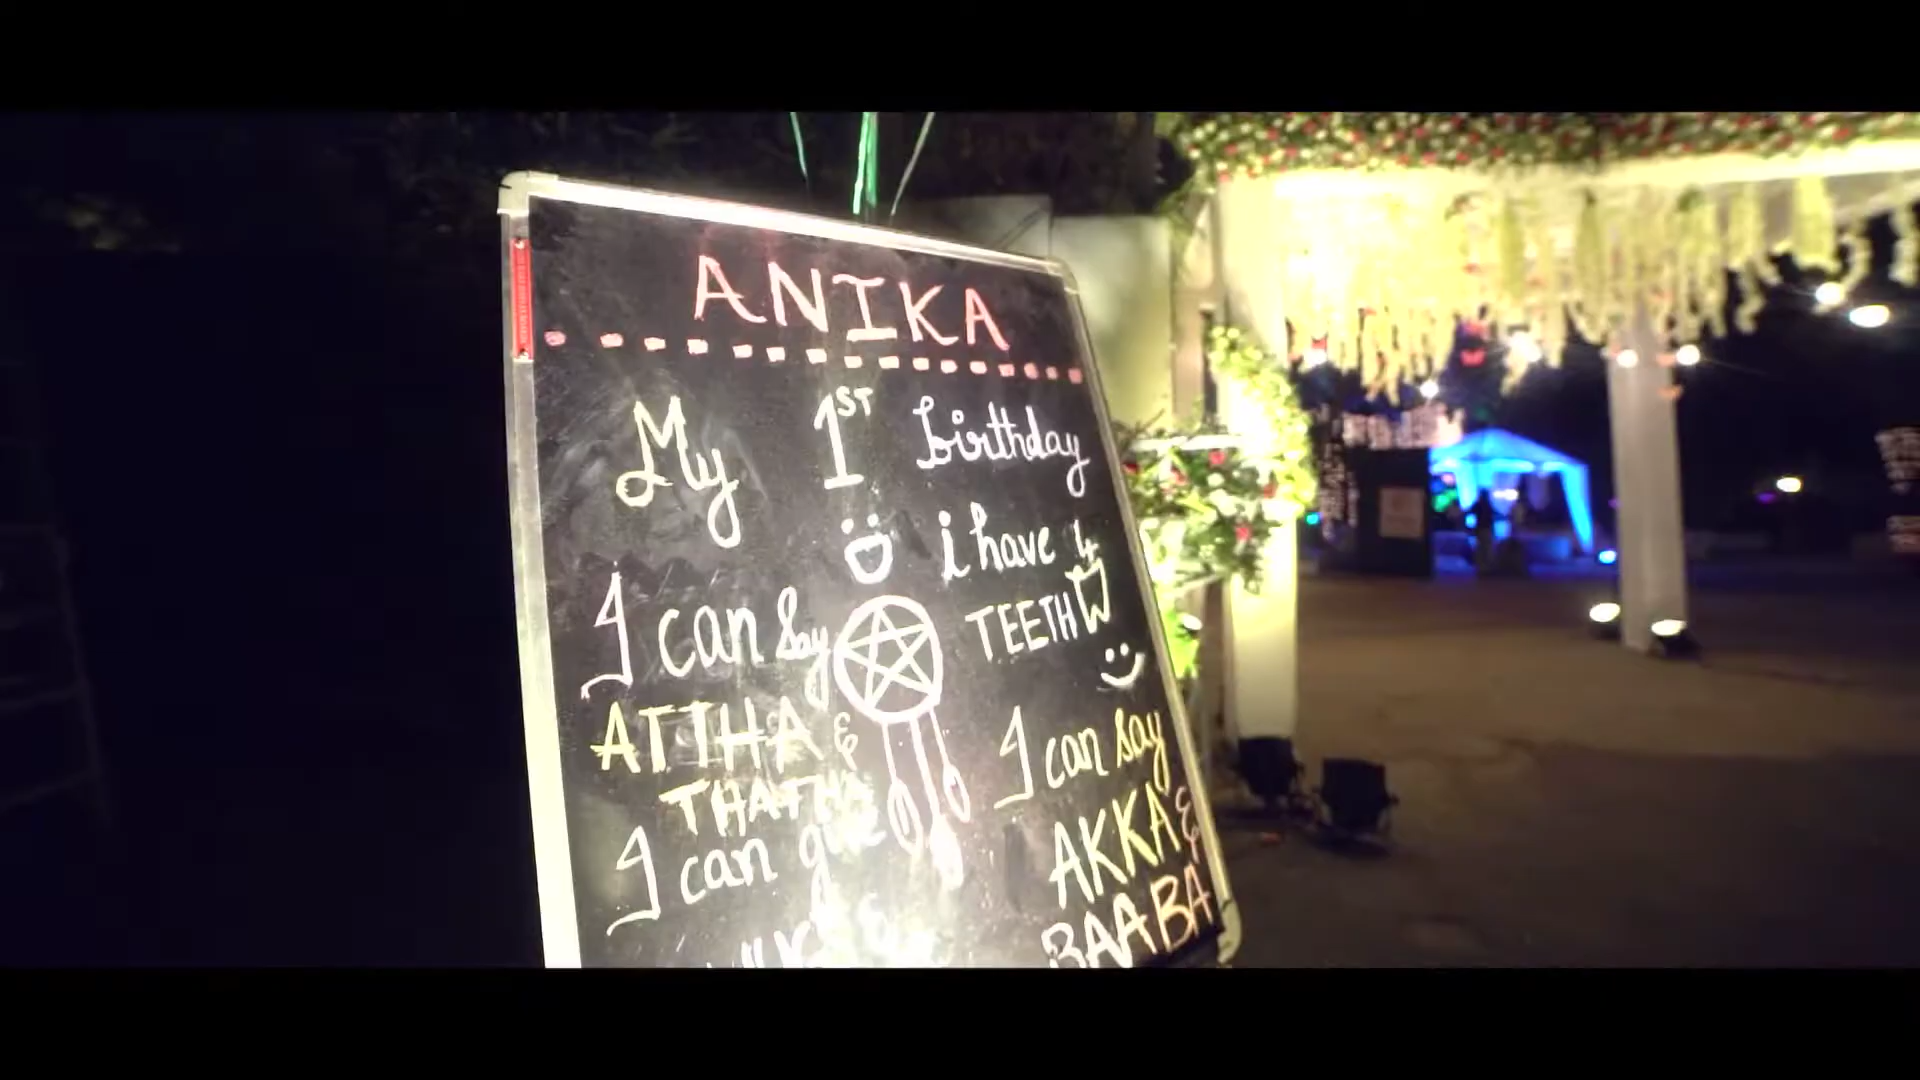 ANIKA
My 1ST birthday
i have 4
TEETH
I can say
ATTHA &
THATHA
I can say
AKKA &
BAABA
I can give